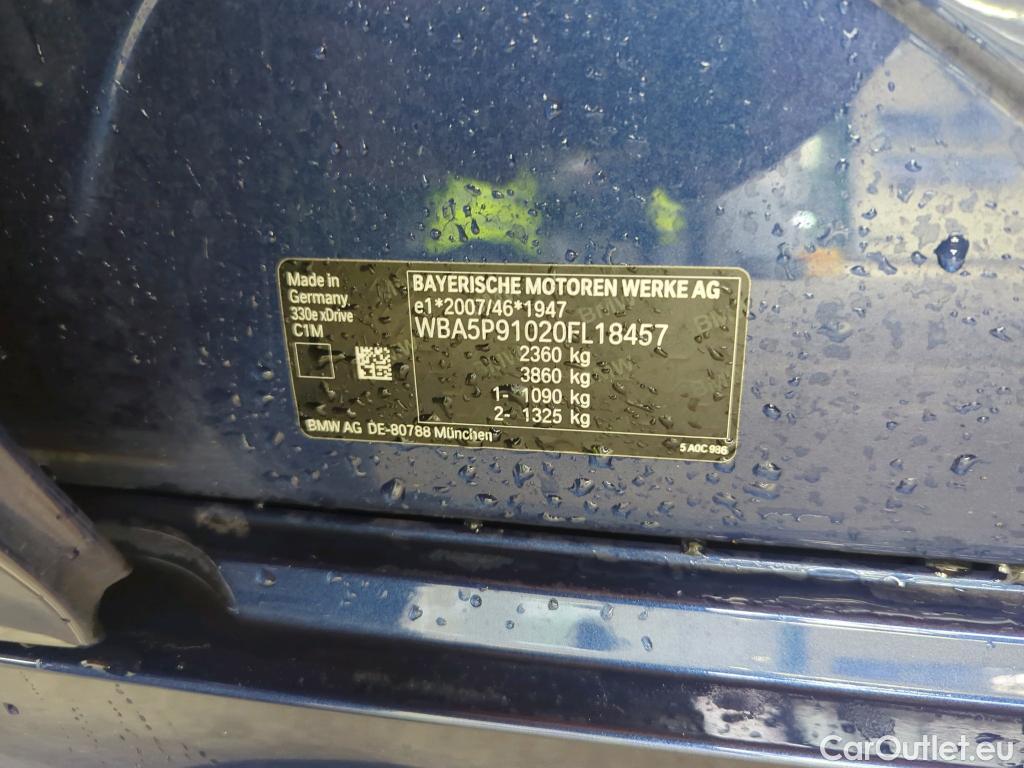 Made in
Germany
330e xDrive
C1M
BAYERISCHE MOTOREN WERKE AG
e1*2007/46*1947
WBA5P91020FL18457
2360 kg
3860 kg
1- 1090 kg
2- 1325 kg
BMW AG DE-80788 München
5 A0C 986
CarOutlet.eu